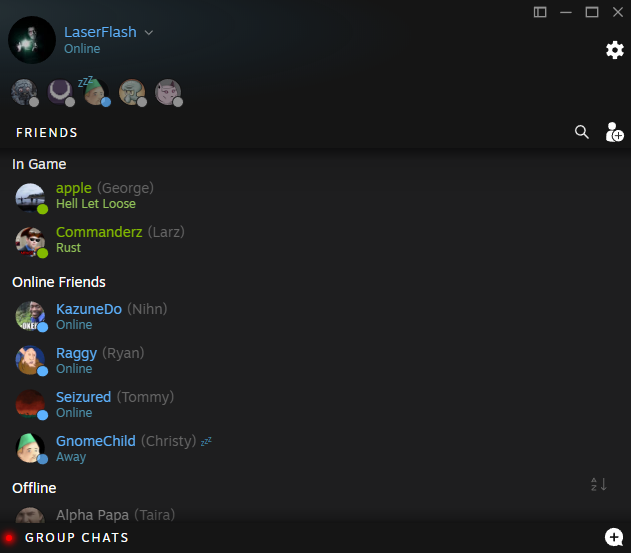 LaserFlash
Online
zzz
FRIENDS
In Game
apple (George)
Hell Let Loose
Commanderz (Larz)
Rust
Online Friends
KazuneDo (Nihn)
Online
Raggy (Ryan)
Online
Seizured (Tommy)
Online
GnomeChild (Christy) zzz
Away
A
Z
Offline
Alpha Papa (Taira)
GROUP CHATS